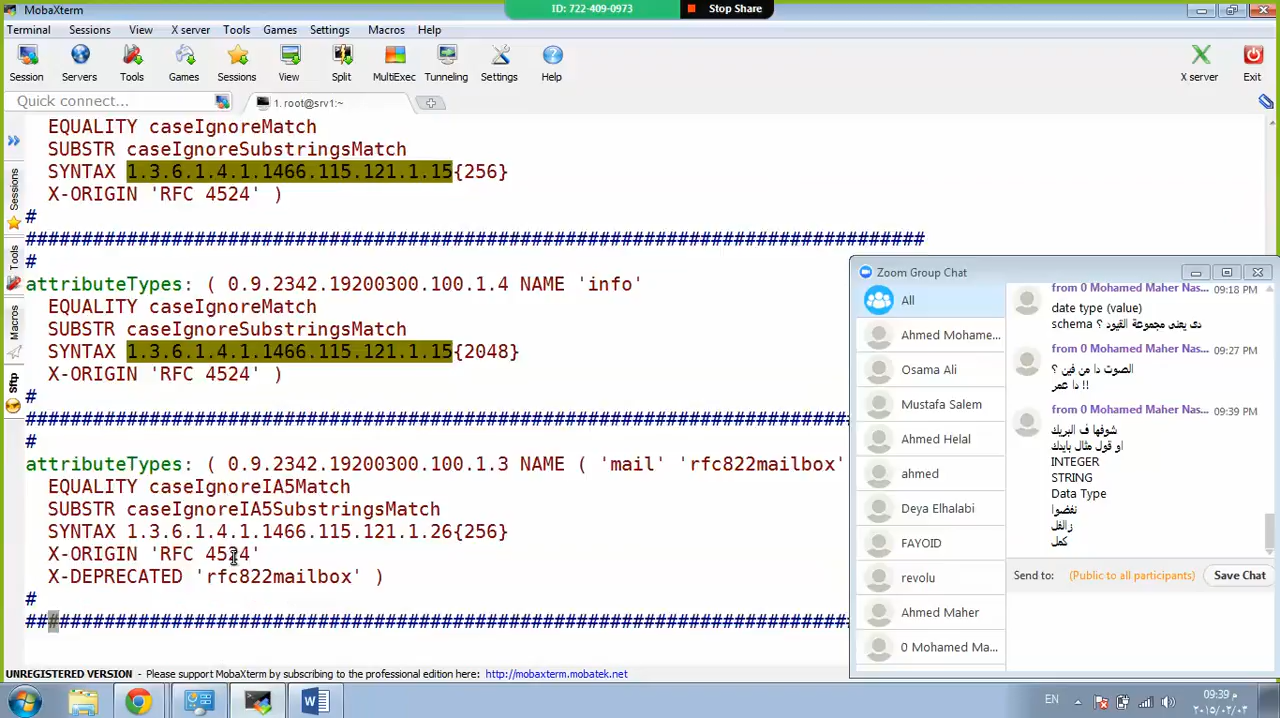 MobaXterm
ID: 722-409-0973
Stop Share
Terminal Sessions View X server Tools Games Settings Macros Help
Session Servers Tools Games Sessions View Split MultiExec Tunneling Settings Help X server Exit
Quick connect...
1. root@srv1:~
Sessions
Tools
Macros
Sftp
EQUALITY caseIgnoreMatch
SUBSTR caseIgnoreSubstringsMatch
SYNTAX 1.3.6.1.4.1.1466.115.121.1.15{256}
X-ORIGIN 'RFC 4524' )
#
################################################################################
#
attributeTypes: ( 0.9.2342.19200300.100.1.4 NAME 'info'
EQUALITY caseIgnoreMatch
SUBSTR caseIgnoreSubstringsMatch
SYNTAX 1.3.6.1.4.1.1466.115.121.1.15{2048}
X-ORIGIN 'RFC 4524' )
#
##########################################################################
#
attributeTypes: ( 0.9.2342.19200300.100.1.3 NAME ( 'mail' 'rfc822mailbox'
EQUALITY caseIgnoreIA5Match
SUBSTR caseIgnoreIA5SubstringsMatch
SYNTAX 1.3.6.1.4.1.1466.115.121.1.26{256}
X-ORIGIN 'RFC 4524'
X-DEPRECATED 'rfc822mailbox' )
#
##########################################################################
Zoom Group Chat
All
Ahmed Mohame...
Osama Ali
Mustafa Salem
Ahmed Helal
ahmed
Deya Elhalabi
FAYOID
revolu
Ahmed Maher
0 Mohamed Ma...
from 0 Mohamed Maher Nas... 09:18 PM
date type (value)
schema دى يعنى مجموعة القيود ؟
from 0 Mohamed Maher Nas... 09:27 PM
الصوت دا من فين ؟
دا عمر !!
from 0 Mohamed Maher Nas... 09:39 PM
شوفها ف البريك
او قول مثال بايدك
INTEGER
STRING
Data Type
نغضوا
زالفل
كمل
Send to: (Public to all participants) Save Chat
UNREGISTERED VERSION - Please support MobaXterm by subscribing to the professional edition here: http://mobaxterm.mobatek.net
EN
09:39 م
٢٠١٥/٠٢/٠٣